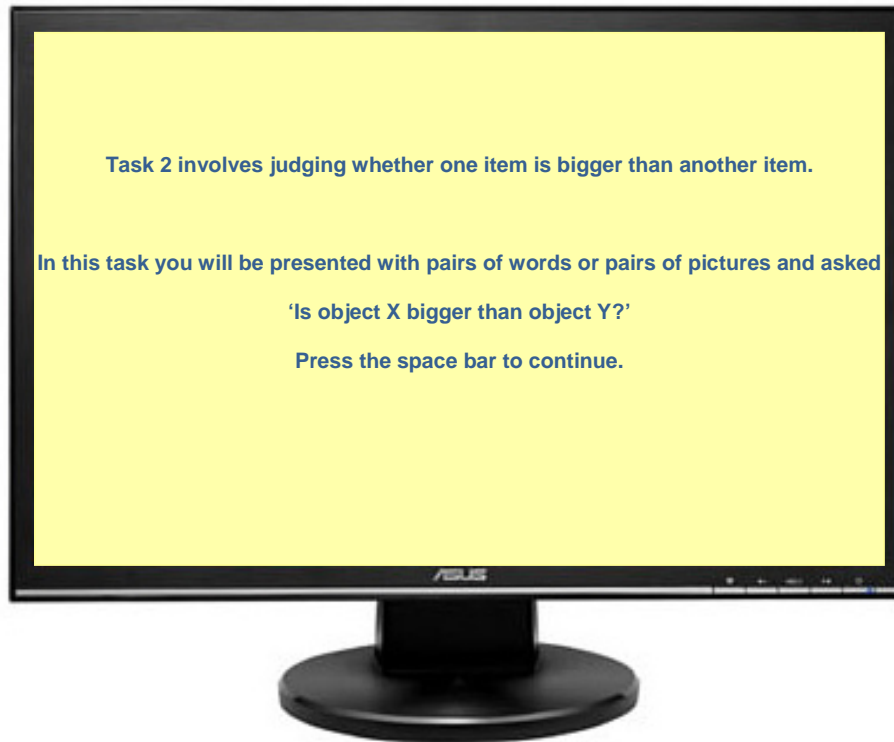 Task 2 involves judging whether one item is bigger than another item.
In this task you will be presented with pairs of words or pairs of pictures and asked
‘Is object X bigger than object Y?’
Press the space bar to continue.
ASUS